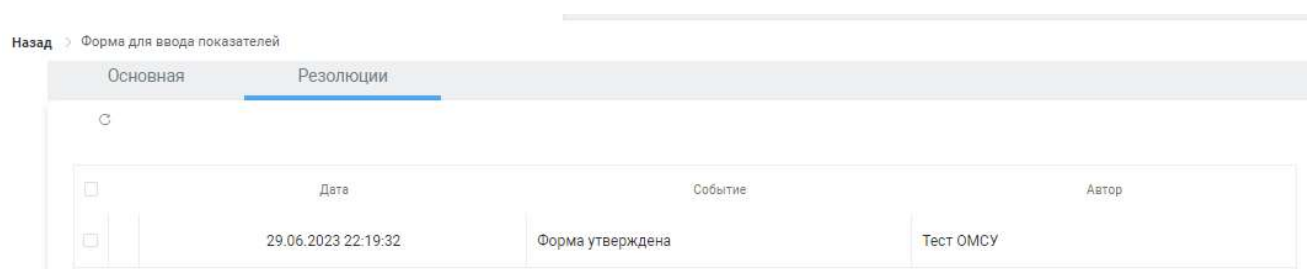 Назад > Форма для ввода показателей
Основная Резолюции
Дата Событие Автор
29.06.2023 22:19:32 Форма утверждена Тест ОМСУ